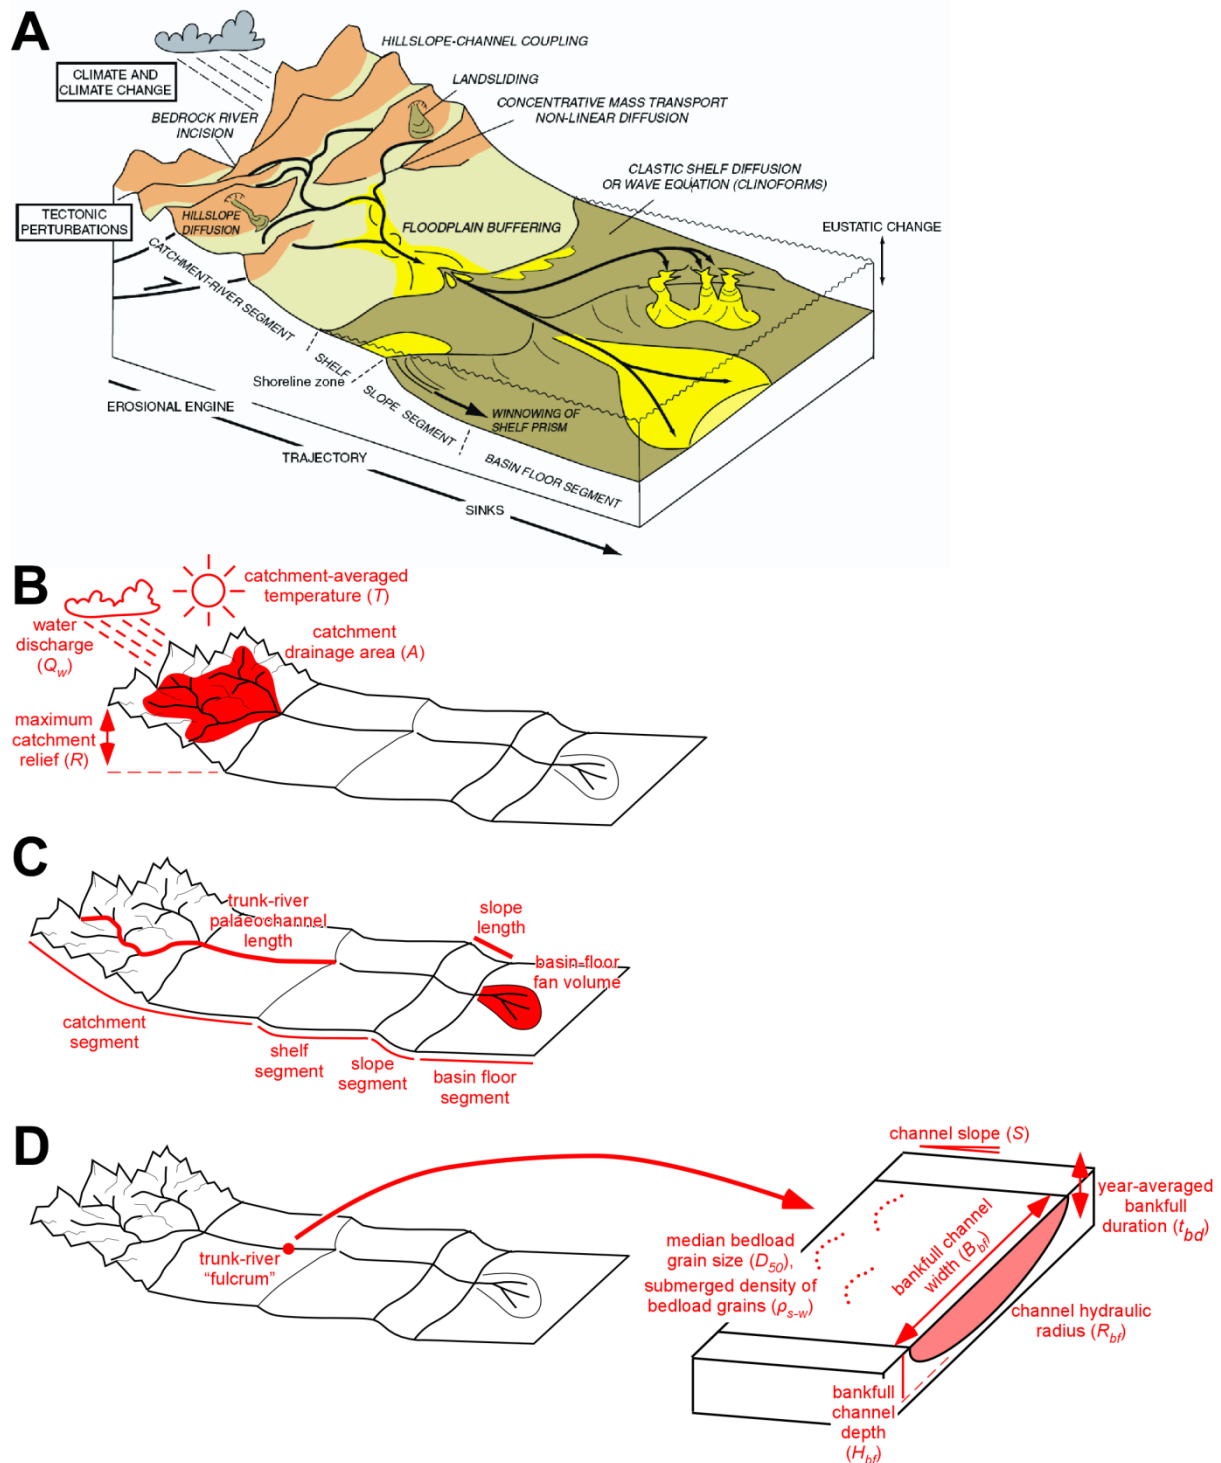 A
HILLSLOPE-CHANNEL COUPLING
CLIMATE AND
CLIMATE CHANGE
LANDSLIDING
BEDROCK RIVER
INCISION
CONCENTRATIVE MASS TRANSPORT
NON-LINEAR DIFFUSION
CLASTIC SHELF DIFFUSION
OR WAVE EQUATION (CLINOFORMS)
TECTONIC
PERTURBATIONS
HILLSLOPE
DIFFUSION
FLOODPLAIN BUFFERING
EUSTATIC CHANGE
CATCHMENT-RIVER SEGMENT
SHELF
Shoreline zone
SLOPE SEGMENT
WINNOWING OF
SHELF PRISM
BASIN FLOOR SEGMENT
EROSIONAL ENGINE
TRAJECTORY
SINKS
B
catchment-averaged
temperature (T)
water
discharge
(Qw)
catchment
drainage area (A)
maximum
catchment
relief (R)
C
trunk-river
palaeochannel
length
slope
length
basin-floor
fan volume
catchment
segment
shelf
segment
slope
segment
basin floor
segment
D
trunk-river
“fulcrum”
channel slope (S)
year-averaged
bankfull
duration (tbd)
median bedload
grain size (D50),
submerged density of
bedload grains (ρs-w)
bankfull channel
width (Bbf)
channel hydraulic
radius (Rbf)
bankfull
channel
depth
(Hbf)